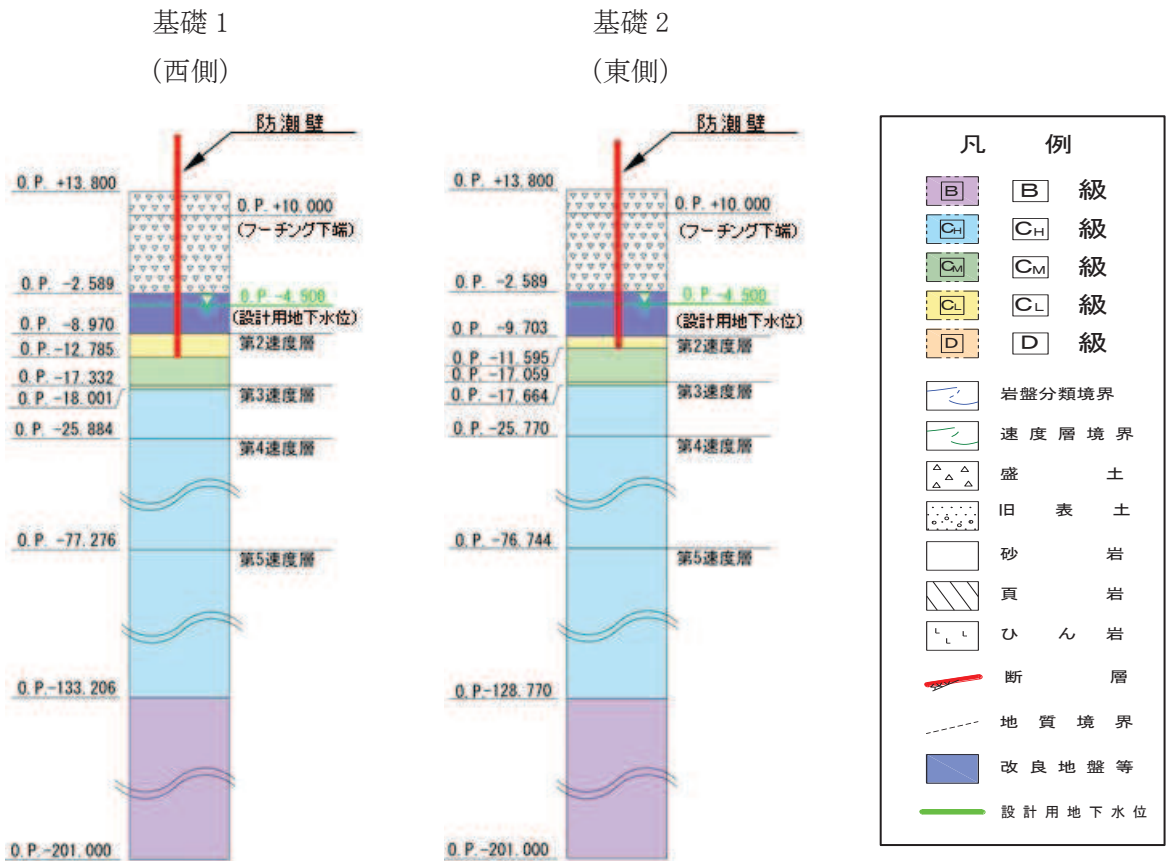 基礎 1
(西側)
防潮壁
O.P. +13.800
O.P. +10.000
(フーチング下端)
O.P. -2.589
O.P. -4.500
(設計用地下水位)
O.P. -8.970
第2速度層
O.P. -12.785
O.P. -17.332
O.P. -18.001
第3速度層
O.P. -25.884
第4速度層
O.P. -77.276
第5速度層
O.P.-133.206
O.P.-201.000
基礎 2
(東側)
防潮壁
O.P. +13.800
O.P. +10.000
(フーチング下端)
O.P. -2.589
O.P. -4.500
(設計用地下水位)
O.P. -9.703
第2速度層
O.P. -11.595
O.P. -17.059
O.P. -17.664
第3速度層
O.P. -25.770
第4速度層
O.P. -76.744
第5速度層
O.P.-128.770
O.P.-201.000
凡 例
B B 級
CH CH 級
CM CM 級
CL CL 級
D D 級
岩盤分類境界
速度層境界
盛土
旧表土
砂岩
頁岩
ひん岩
断層
地質境界
改良地盤等
設計用地下水位